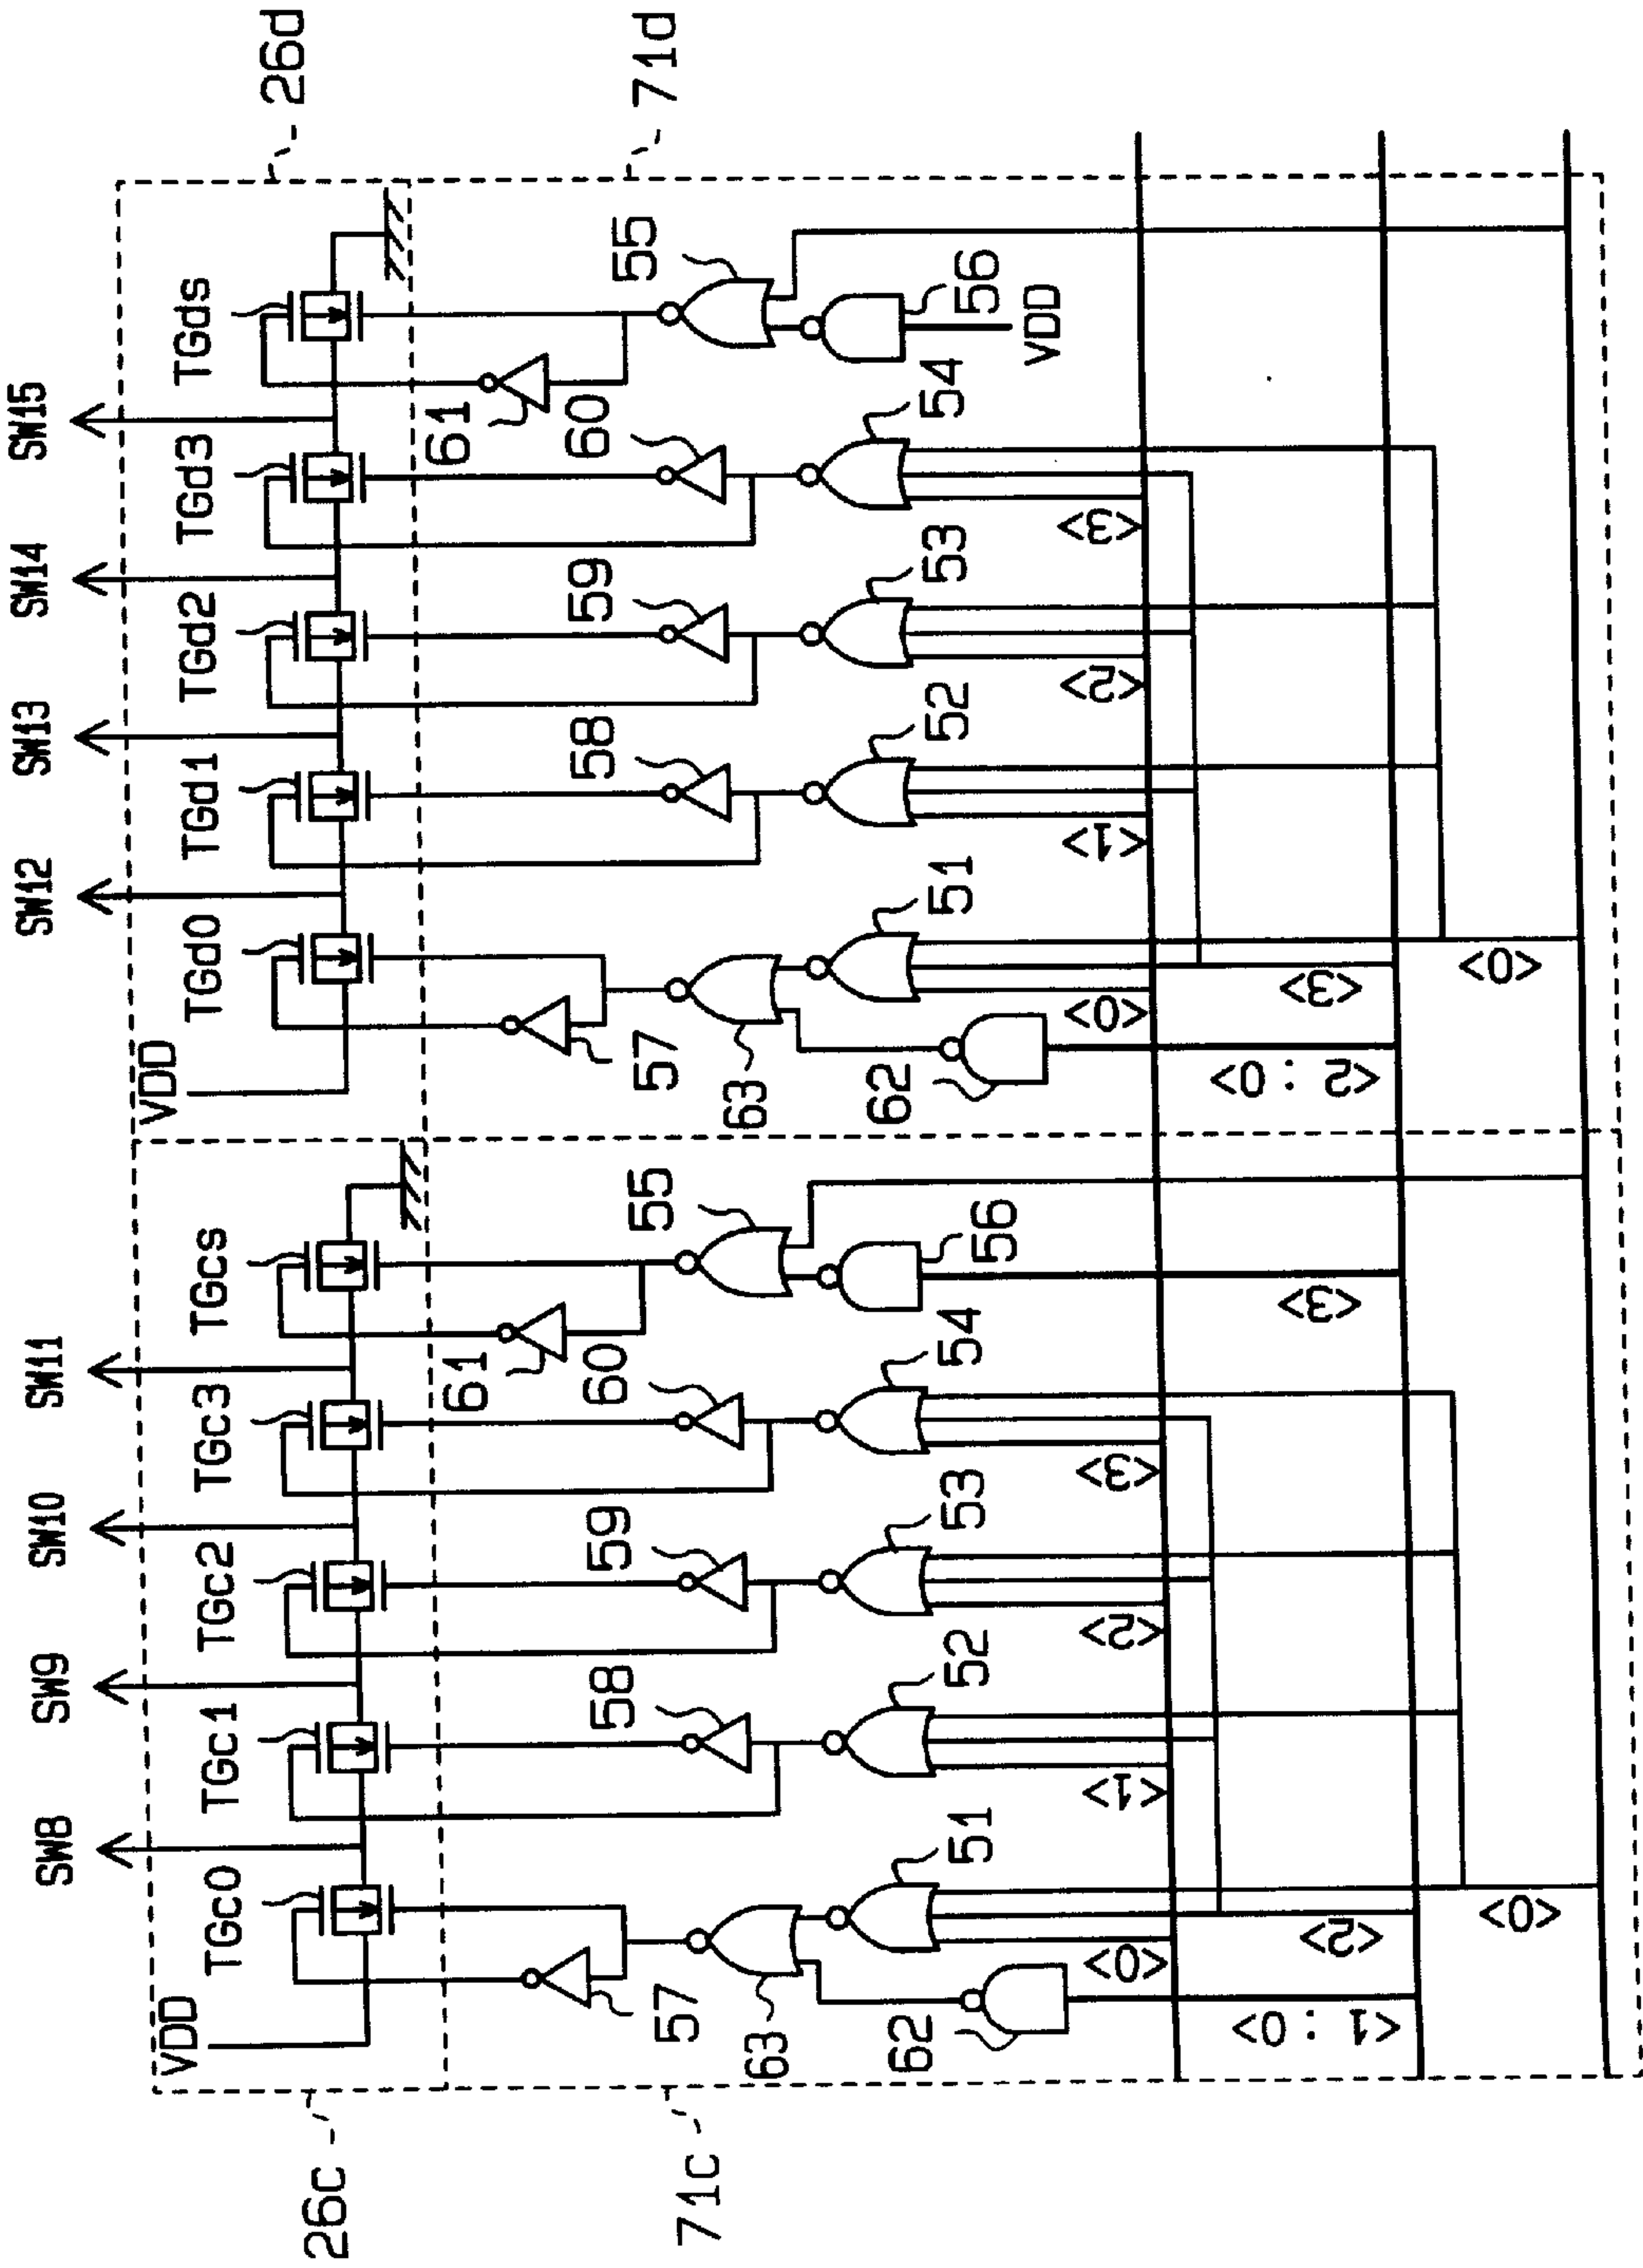 SW8
SW9
SW10
SW11
SW12
SW13
SW14
SW15
VDD
TGc0
TGc1
TGc2
TGc3
TGcs
VDD
TGd0
TGd1
TGd2
TGd3
TGds
26c
26d
71c
71d
57
58
59
60
61
55
57
58
59
60
61
55
63
51
52
53
54
56
63
51
52
53
54
56
62
62
VDD
<0>
<1>
<2>
<3>
<0>
<1>
<2>
<3>
<1:0>
<2>
<3>
<2:0>
<3>
<0>
<0>